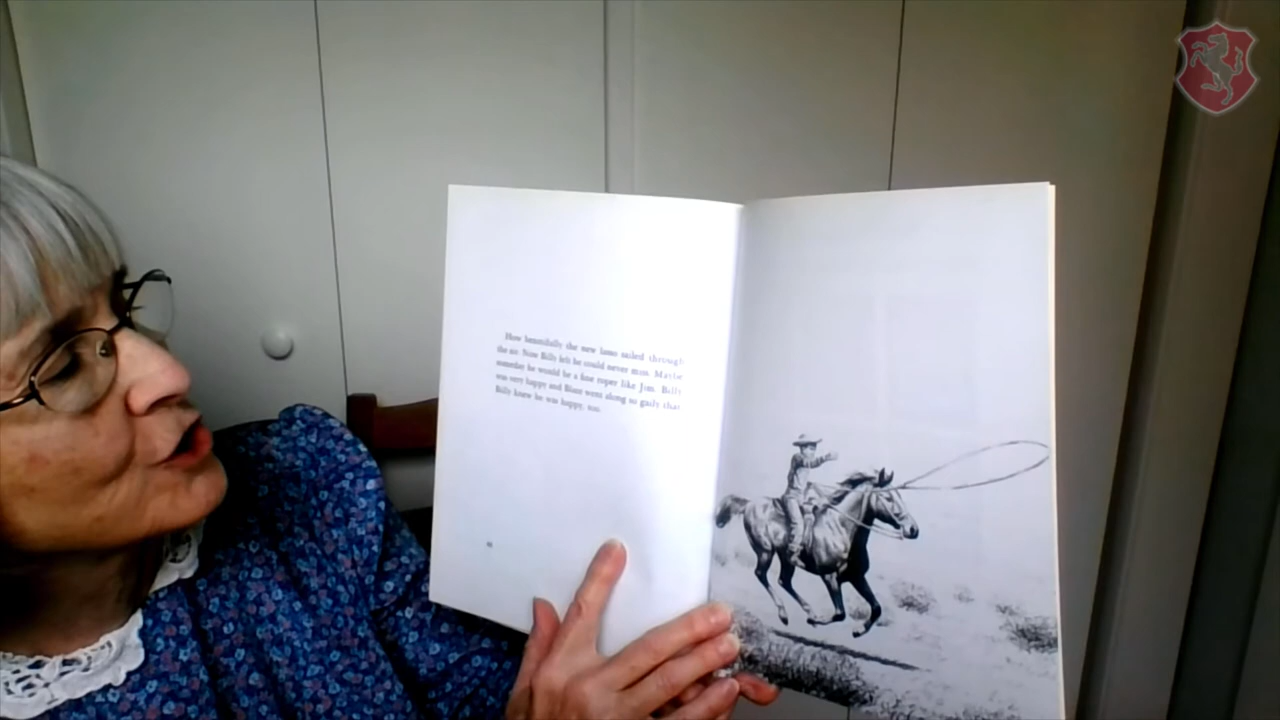 How beautifully the new lasso sailed through
the air. Now Billy felt he could never miss. Maybe
someday he would be a fine roper like Jim. Billy
was very happy and Blaze went along so gaily that
Billy knew he was happy, too.